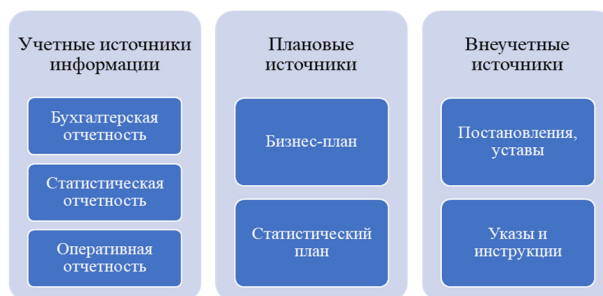 Учетные источники
информации
Бухгалтерская
отчетность
Статистическая
отчетность
Оперативная
отчетность
Плановые
источники
Бизнес-план
Статистический
план
Внеучетные
источники
Постановления,
уставы
Указы и
инструкции